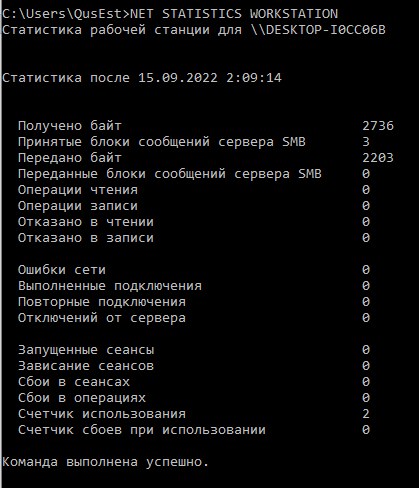 C:\Users\QusEst>NET STATISTICS WORKSTATION
Статистика рабочей станции для \\DESKTOP-I0CC06B
Статистика после 15.09.2022 2:09:14
Получено байт 2736
Принятые блоки сообщений сервера SMB 3
Передано байт 2203
Переданные блоки сообщений сервера SMB 0
Операции чтения 0
Операции записи 0
Отказано в чтении 0
Отказано в записи 0
Ошибки сети 0
Выполненные подключения 0
Повторные подключения 0
Отключений от сервера 0
Запущенные сеансы 0
Зависание сеансов 0
Сбои в сеансах 0
Сбои в операциях 0
Счетчик использования 2
Счетчик сбоев при использовании 0
Команда выполнена успешно.